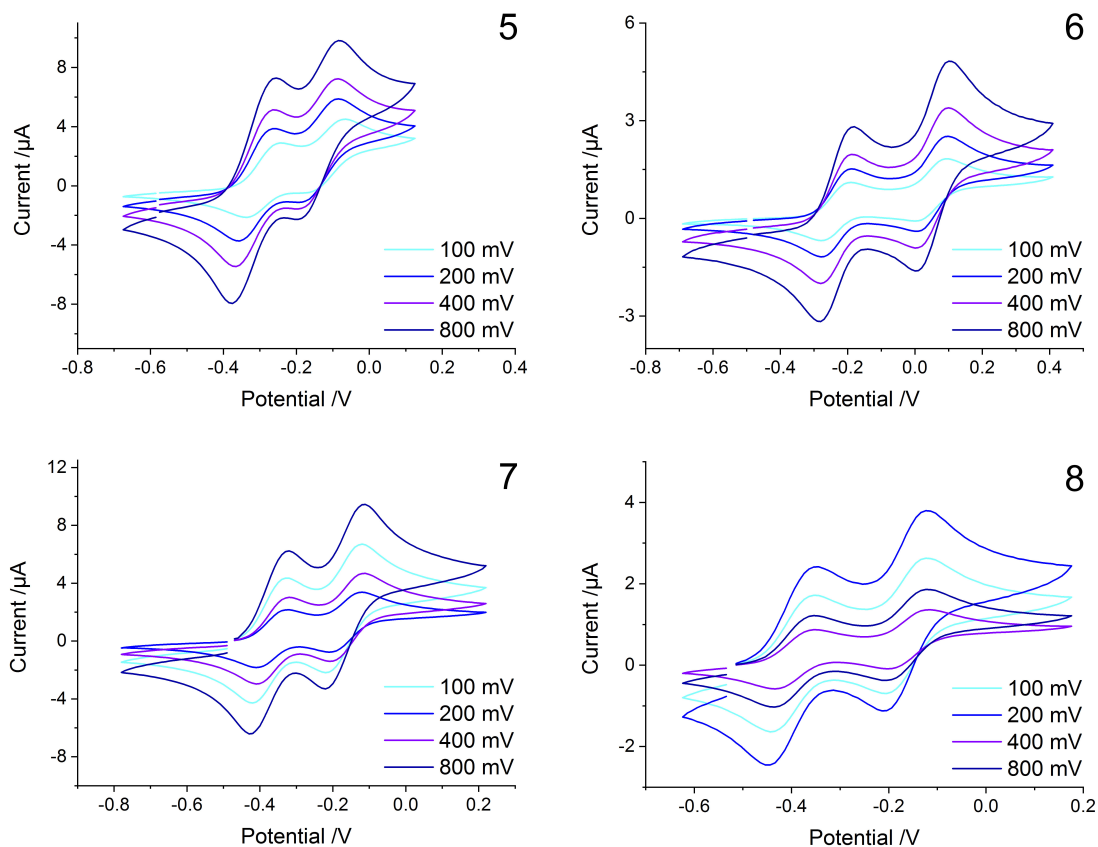 5
8
4
0
-4
-8
Current /µA
100 mV
200 mV
400 mV
800 mV
-0.8 -0.6 -0.4 -0.2 0.0 0.2 0.4
Potential /V
6
6
3
0
-3
Current /µA
100 mV
200 mV
400 mV
800 mV
-0.8 -0.6 -0.4 -0.2 0.0 0.2 0.4
Potential /V
7
12
8
4
0
-4
-8
Current /µA
100 mV
200 mV
400 mV
800 mV
-0.8 -0.6 -0.4 -0.2 0.0 0.2
Potential /V
8
4
2
0
-2
Current /µA
100 mV
200 mV
400 mV
800 mV
-0.6 -0.4 -0.2 0.0 0.2
Potential /V